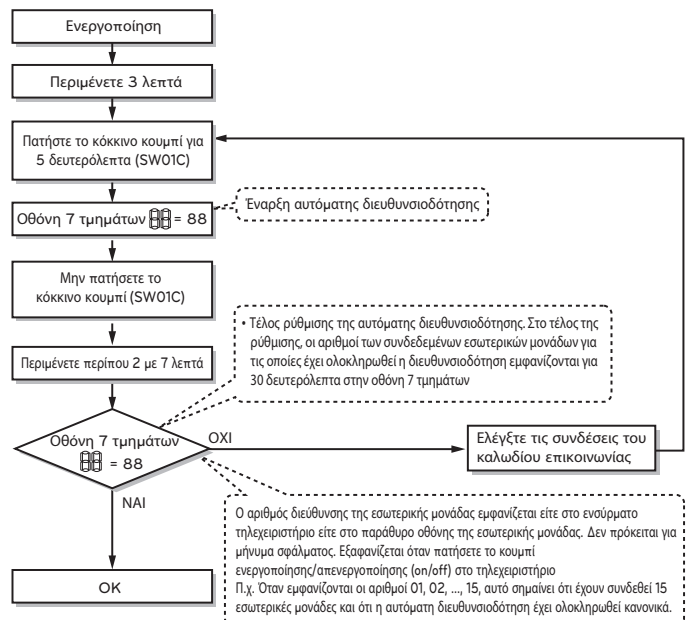 Ενεργοποίηση
Περιμένετε 3 λεπτά
Πατήστε το κόκκινο κουμπί για
5 δευτερόλεπτα (SW01C)
Οθόνη 7 τμημάτων 88 = 88
Έναρξη αυτόματης διευθυνσιοδότησης
Μην πατήσετε το
κόκκινο κουμπί (SW01C)
• Τέλος ρύθμισης της αυτόματης διευθυνσιοδότησης. Στο τέλος της
ρύθμισης, οι αριθμοί των συνδεδεμένων εσωτερικών μονάδων για
τις οποίες έχει ολοκληρωθεί η διευθυνσιοδότηση εμφανίζονται για
30 δευτερόλεπτα στην οθόνη 7 τμημάτων
Περιμένετε περίπου 2 με 7 λεπτά
Οθόνη 7 τμημάτων
88 = 88
ΟΧΙ
Ελέγξτε τις συνδέσεις του
καλωδίου επικοινωνίας
ΝΑΙ
Ο αριθμός διεύθυνσης της εσωτερικής μονάδας εμφανίζεται είτε στο ενσύρματο
τηλεχειριστήριο είτε στο παράθυρο οθόνης της εσωτερικής μονάδας. Δεν πρόκειται για
μήνυμα σφάλματος. Εξαφανίζεται όταν πατήσετε το κουμπί
ενεργοποίησης/απενεργοποίησης (on/off) στο τηλεχειριστήριο
Π.χ. Όταν εμφανίζονται οι αριθμοί 01, 02, ..., 15, αυτό σημαίνει ότι έχουν συνδεθεί 15
εσωτερικές μονάδες και ότι η αυτόματη διευθυνσιοδότηση έχει ολοκληρωθεί κανονικά.
OK